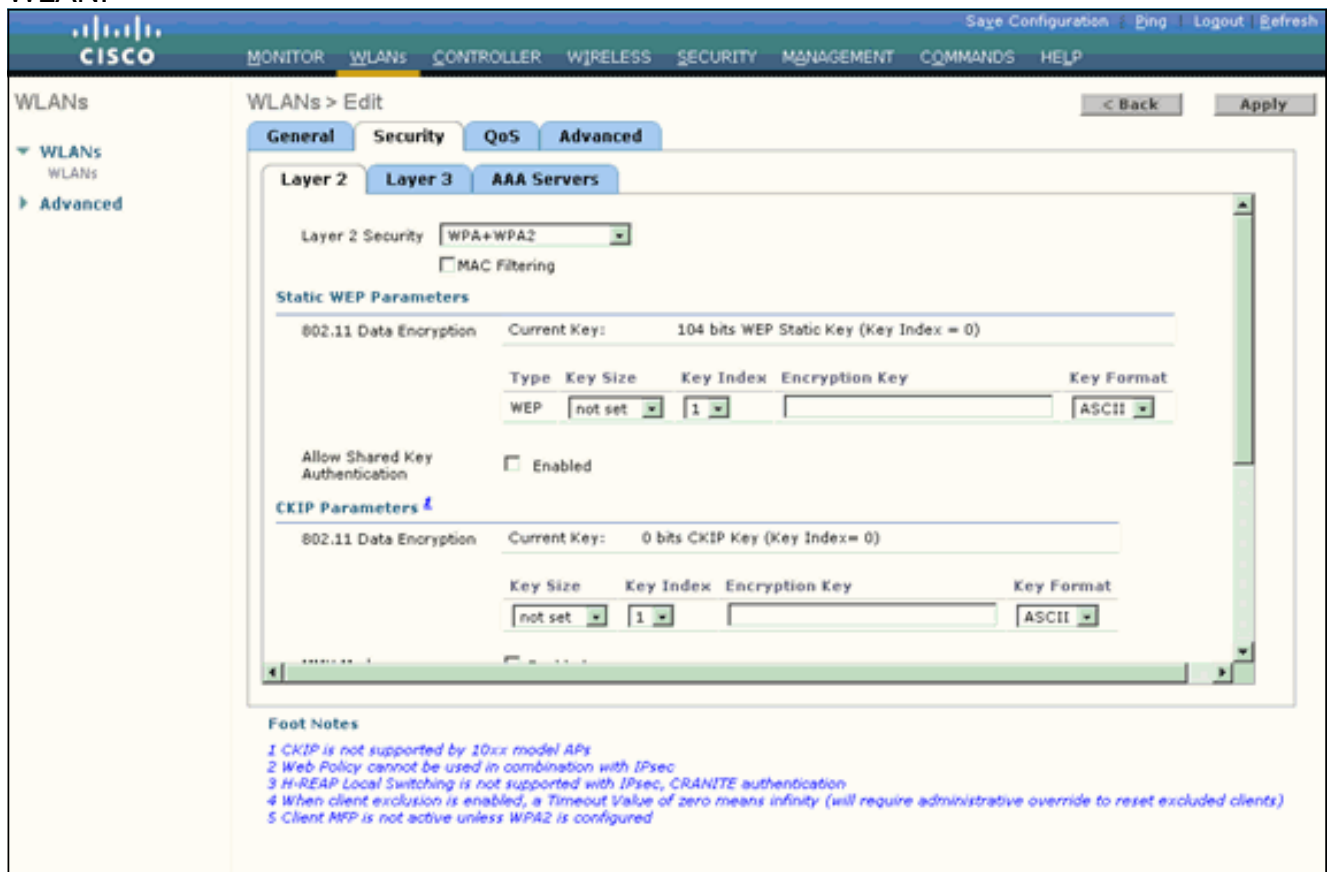 Save Configuration | Ping | Logout | Refresh
CISCO
MONITOR WLANs CONTROLLER WIRELESS SECURITY MANAGEMENT COMMANDS HELP
WLANs
WLANs
WLANs
Advanced
WLANs > Edit
< Back Apply
General Security QoS Advanced
Layer 2 Layer 3 AAA Servers
Layer 2 Security WPA+WPA2
MAC Filtering
Static WEP Parameters
802.11 Data Encryption Current Key: 104 bits WEP Static Key (Key Index = 0)
Type Key Size Key Index Encryption Key Key Format
WEP not set 1 ASCII
Allow Shared Key
Authentication
Enabled
CKIP Parameters 1
802.11 Data Encryption Current Key: 0 bits CKIP Key (Key Index= 0)
Key Size Key Index Encryption Key Key Format
not set 1 ASCII
Foot Notes
1 CKIP is not supported by 10xx model APs
2 Web Policy cannot be used in combination with IPsec
3 H-REAP Local Switching is not supported with IPsec, CRANITE authentication
4 When client exclusion is enabled, a Timeout Value of zero means infinity (will require administrative override to reset excluded clients)
5 Client MFP is not active unless WPA2 is configured